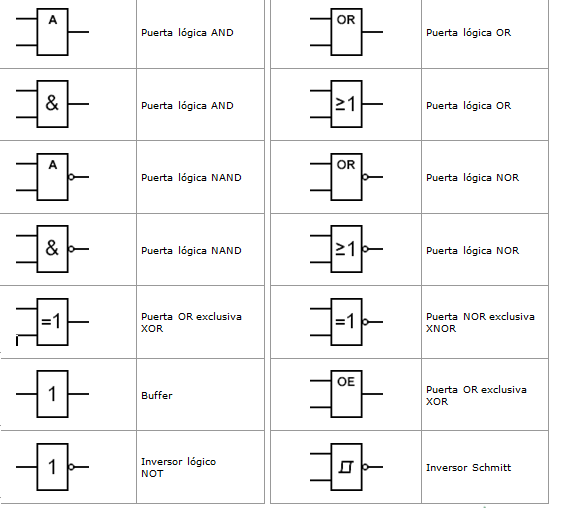 A
Puerta lógica AND
OR
Puerta lógica OR
&
Puerta lógica AND
≥1
Puerta lógica OR
A
Puerta lógica NAND
OR
Puerta lógica NOR
&
Puerta lógica NAND
≥1
Puerta lógica NOR
=1
Puerta OR exclusiva
XOR
=1
Puerta NOR exclusiva
XNOR
1
Buffer
OE
Puerta OR exclusiva
XOR
1
Inversor lógico
NOT
Inversor Schmitt